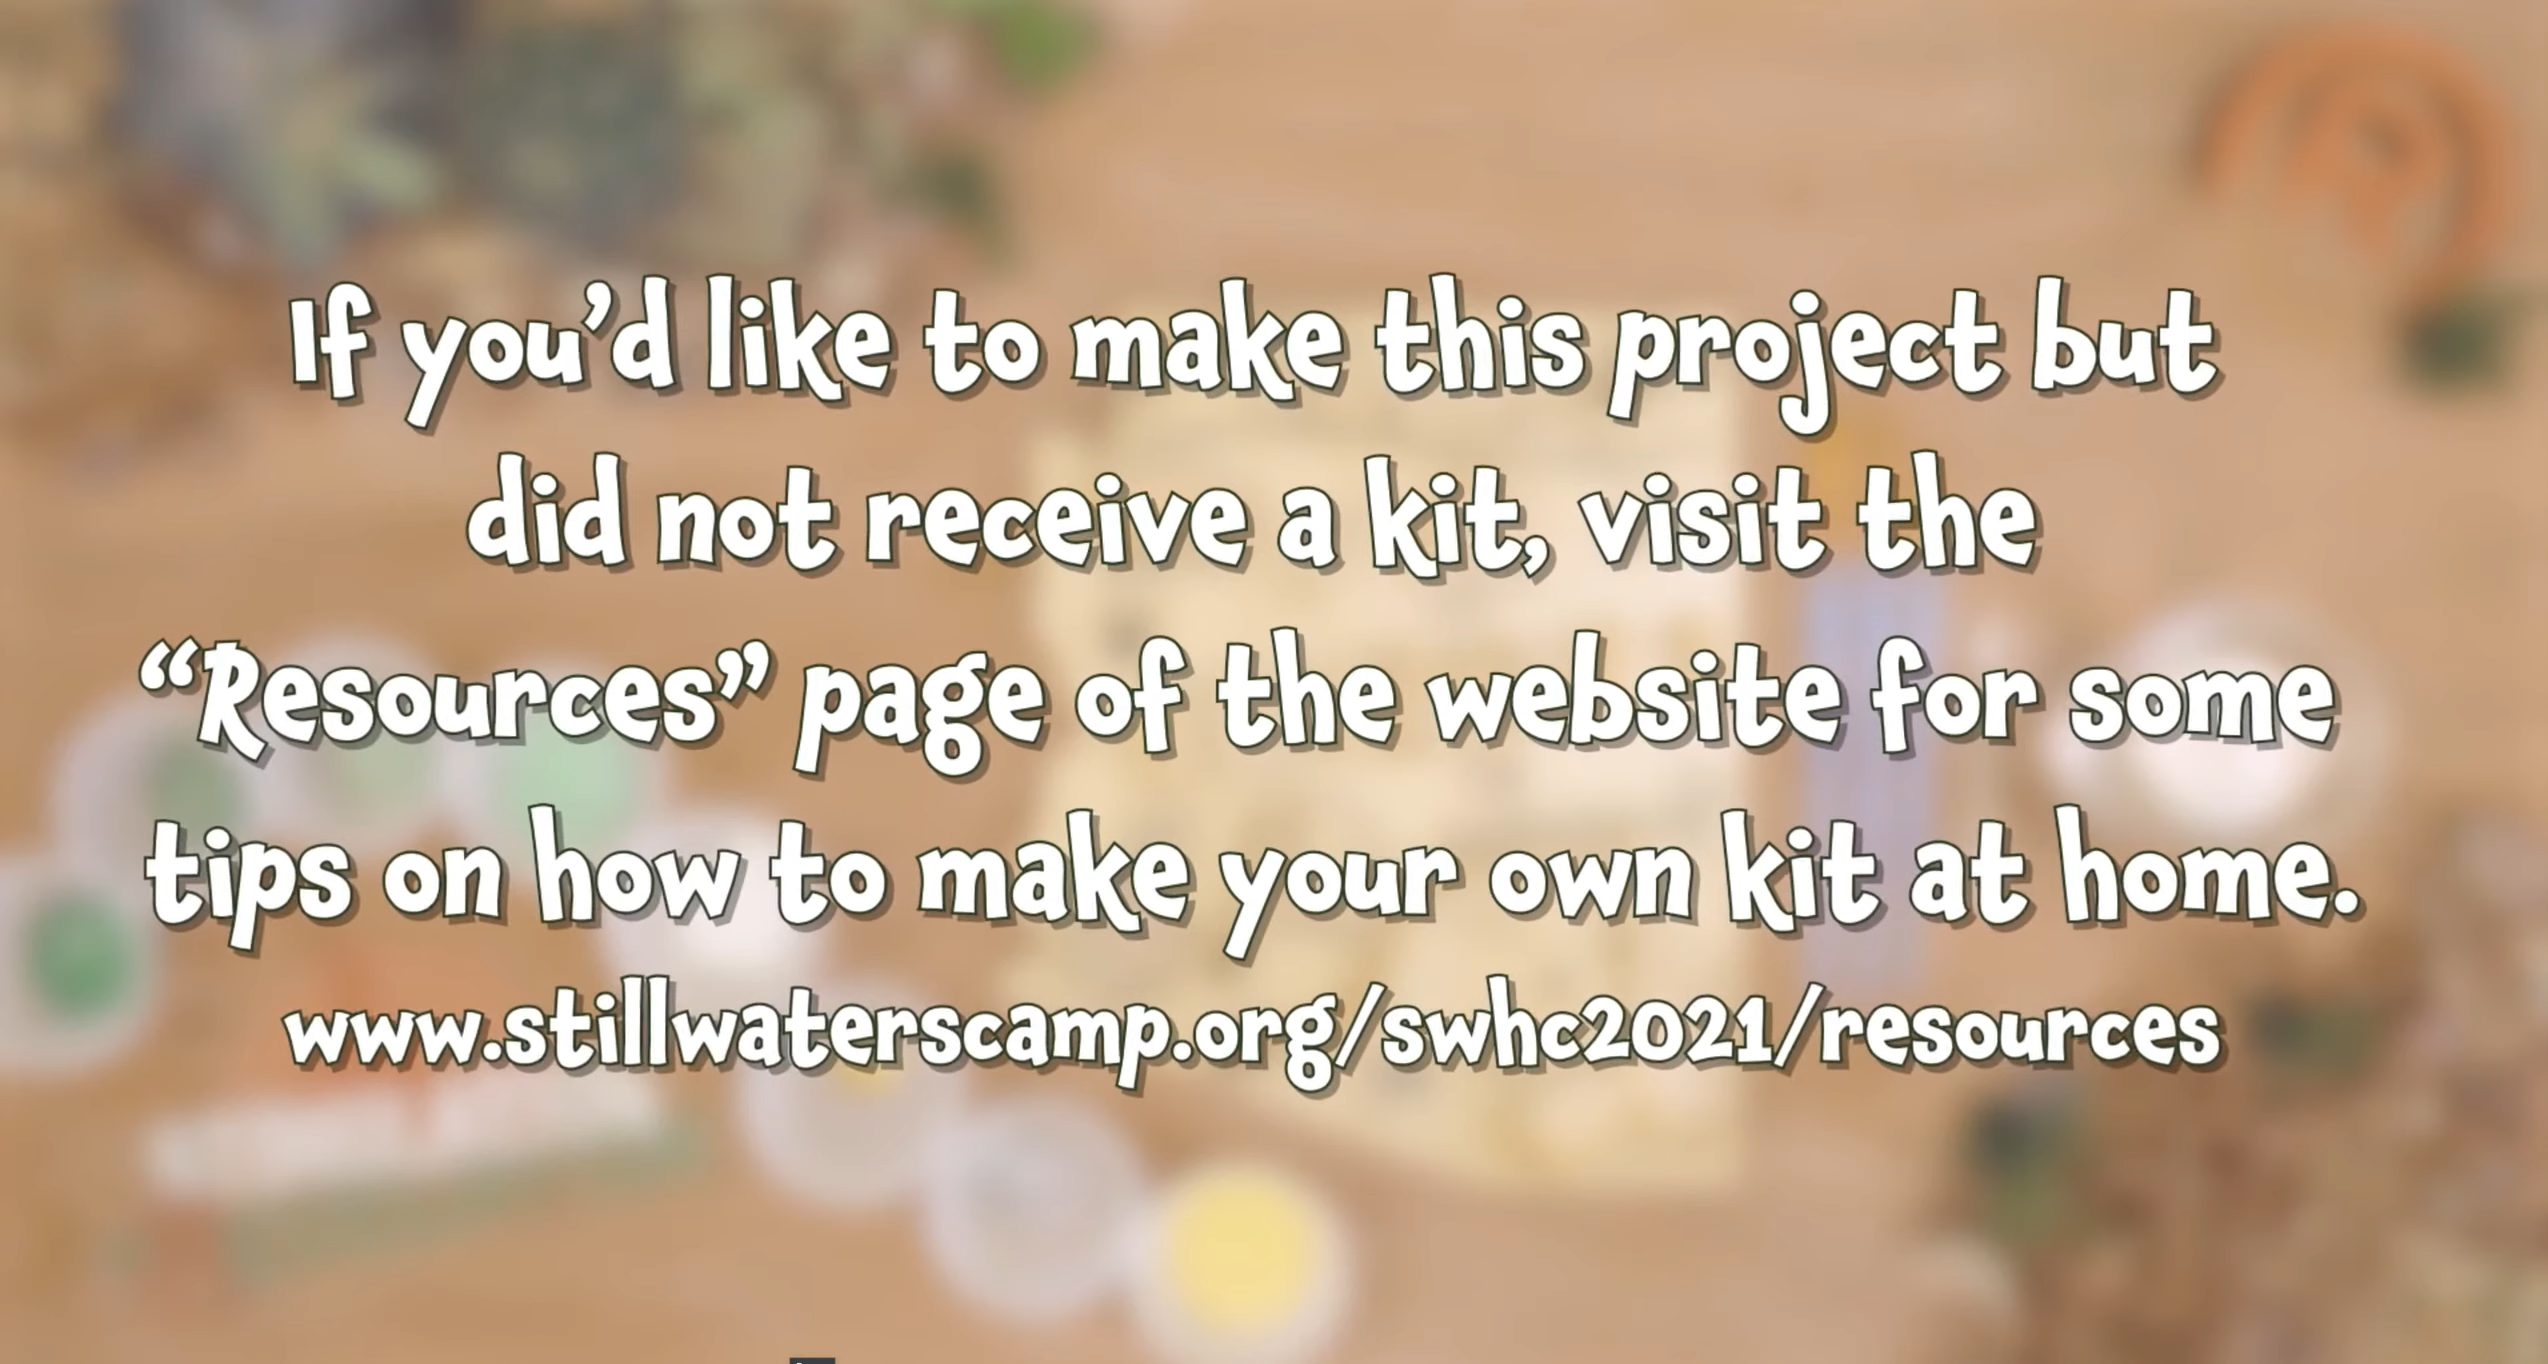 If you’d like to make this project but
did not receive a kit, visit the
“Resources” page of the website for some
tips on how to make your own kit at home.
www.stillwaterscamp.org/swhc2021/resources